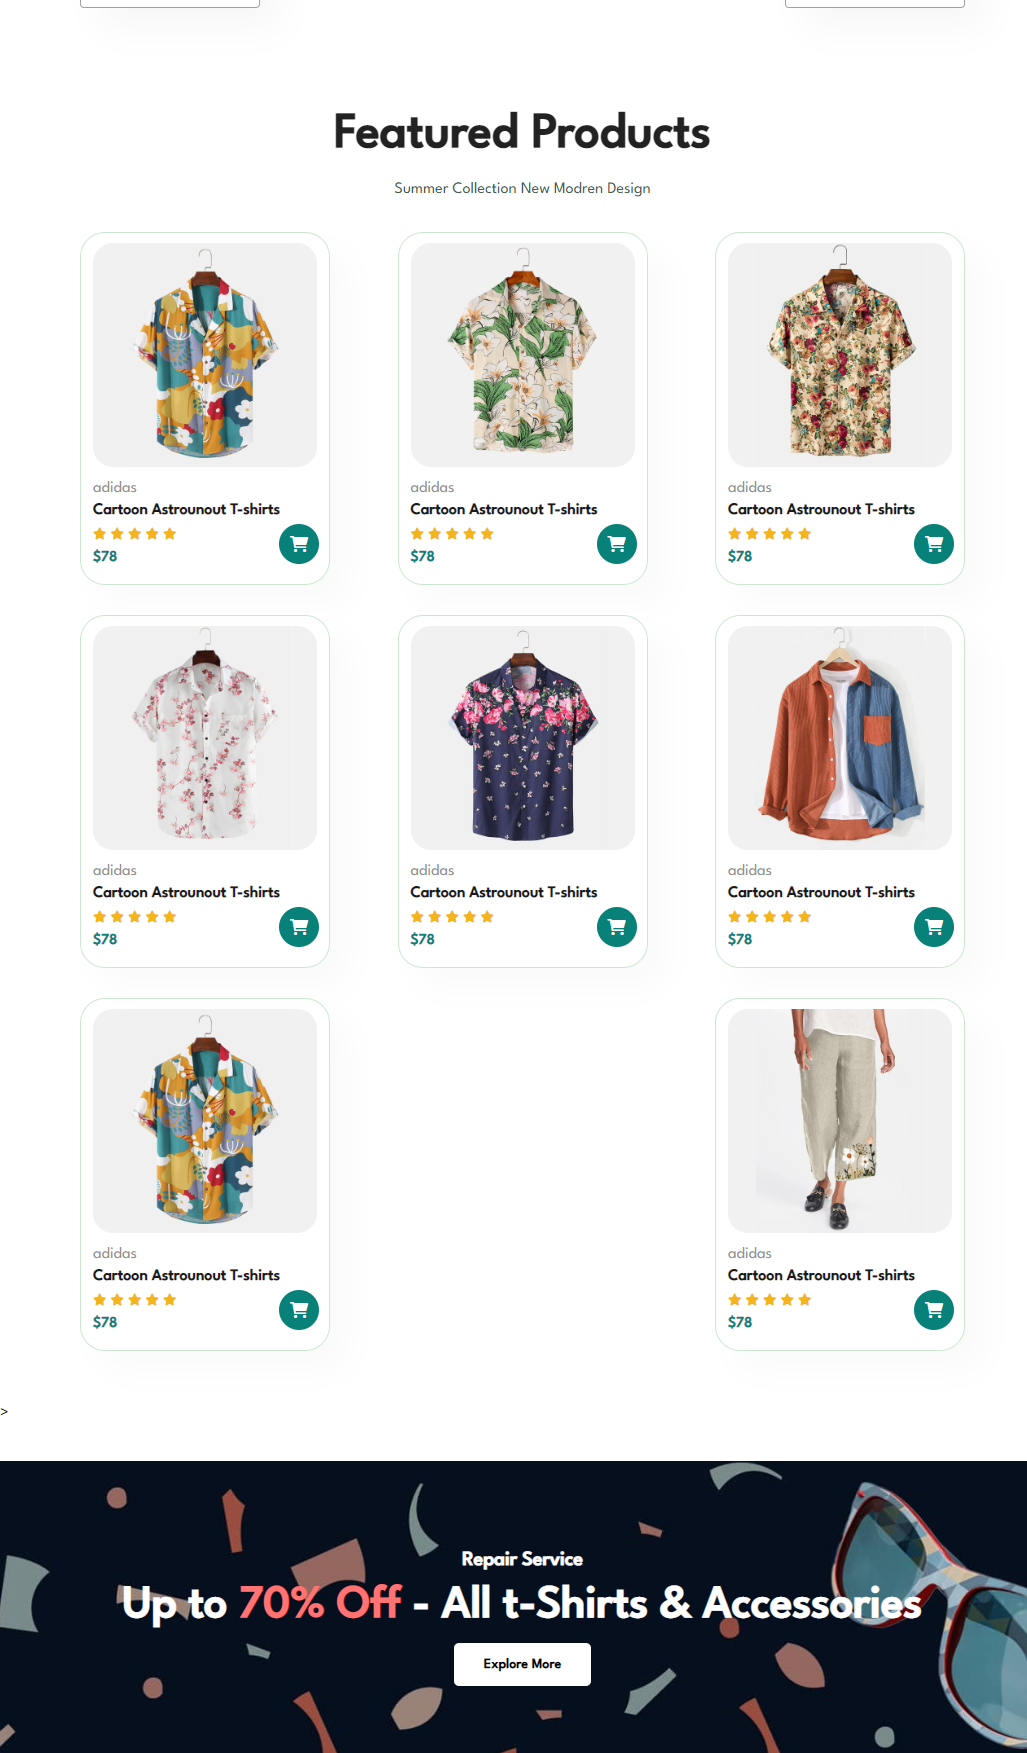 Featured Products
Summer Collection New Modren Design
adidas
Cartoon Astrounout T-shirts
$78
adidas
Cartoon Astrounout T-shirts
$78
adidas
Cartoon Astrounout T-shirts
$78
adidas
Cartoon Astrounout T-shirts
$78
adidas
Cartoon Astrounout T-shirts
$78
adidas
Cartoon Astrounout T-shirts
$78
adidas
Cartoon Astrounout T-shirts
$78
adidas
Cartoon Astrounout T-shirts
$78
>
Repair Service
Up to 70% Off - All t-Shirts & Accessories
Explore More